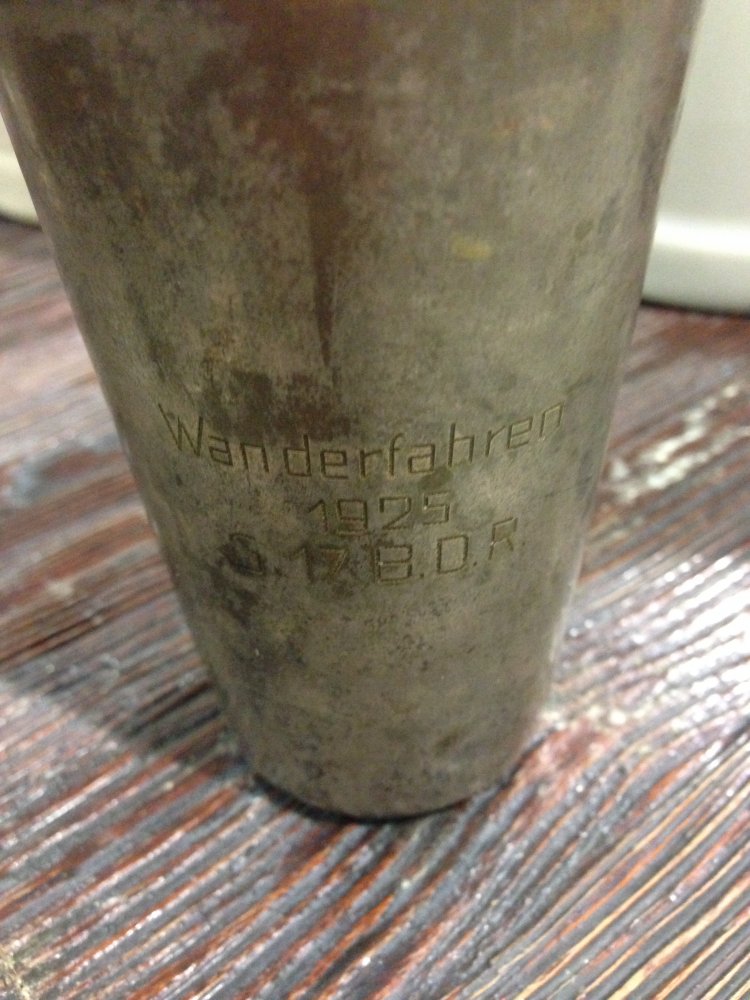 Wanderfahren
1925
G. 17. B.D.R.